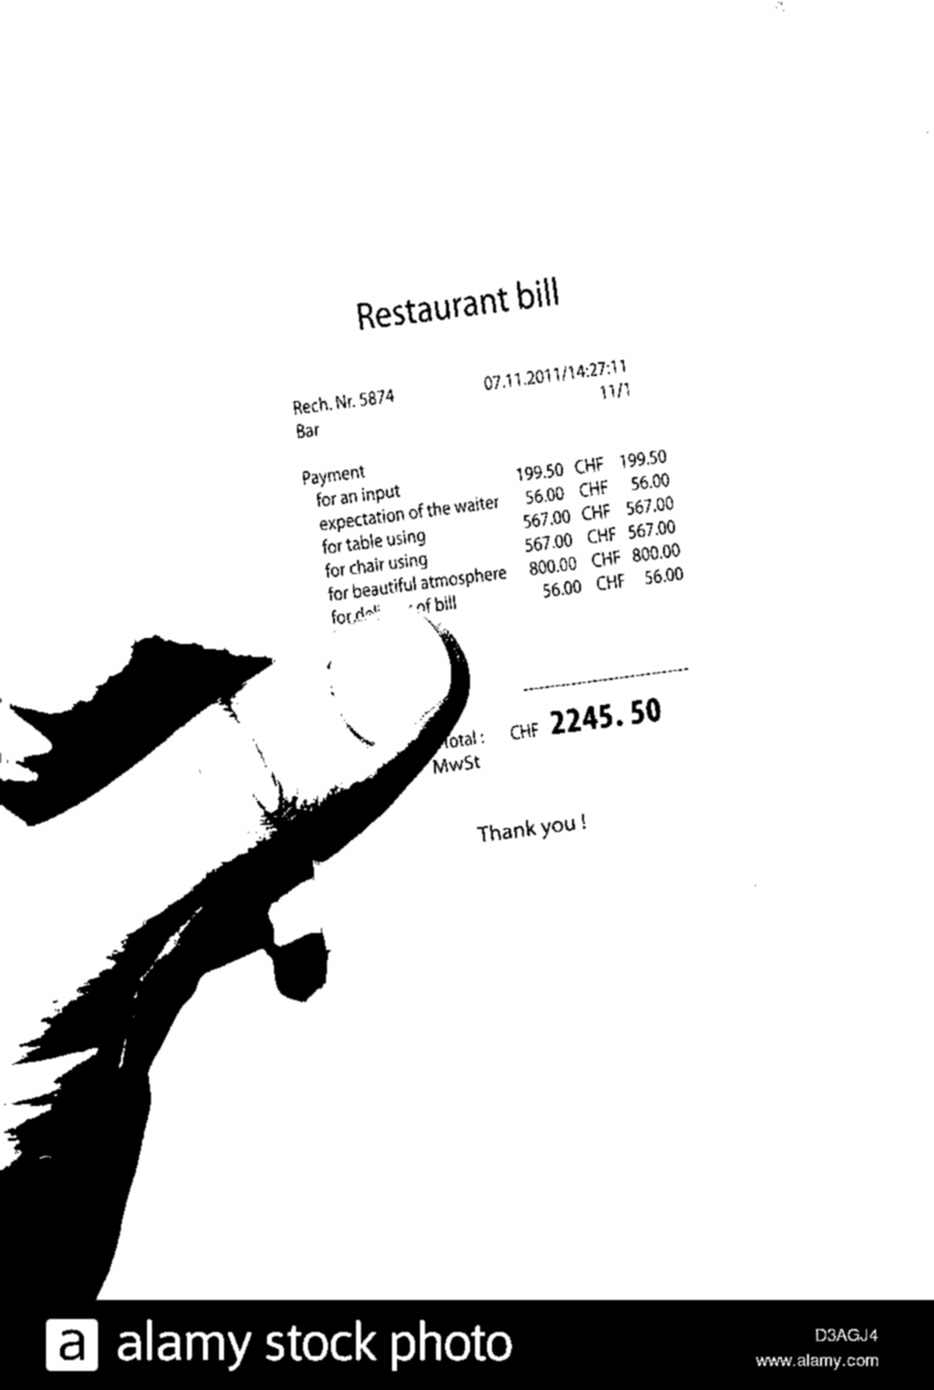 Restaurant bill
Rech. Nr. 5874 07.11.2011/14:27:11
Bar 11/1
Payment
for an input 199.50 CHF 199.50
expectation of the waiter 56.00 CHF 56.00
for table using 567.00 CHF 567.00
for chair using 567.00 CHF 567.00
for beautiful atmosphere 800.00 CHF 800.00
for of bill 56.00 CHF 56.00
Total : CHF 2245.50
MwSt
Thank you !
a alamy stock photo
D3AGJ4
www.alamy.com